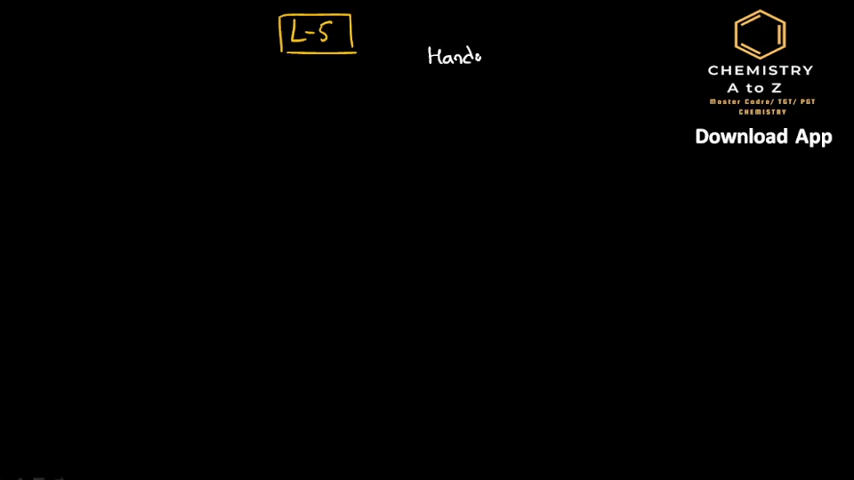 L-5
Hando
CHEMISTRY
A to Z
Master Cadre/ TGT/ PGT
CHEMISTRY
Download App